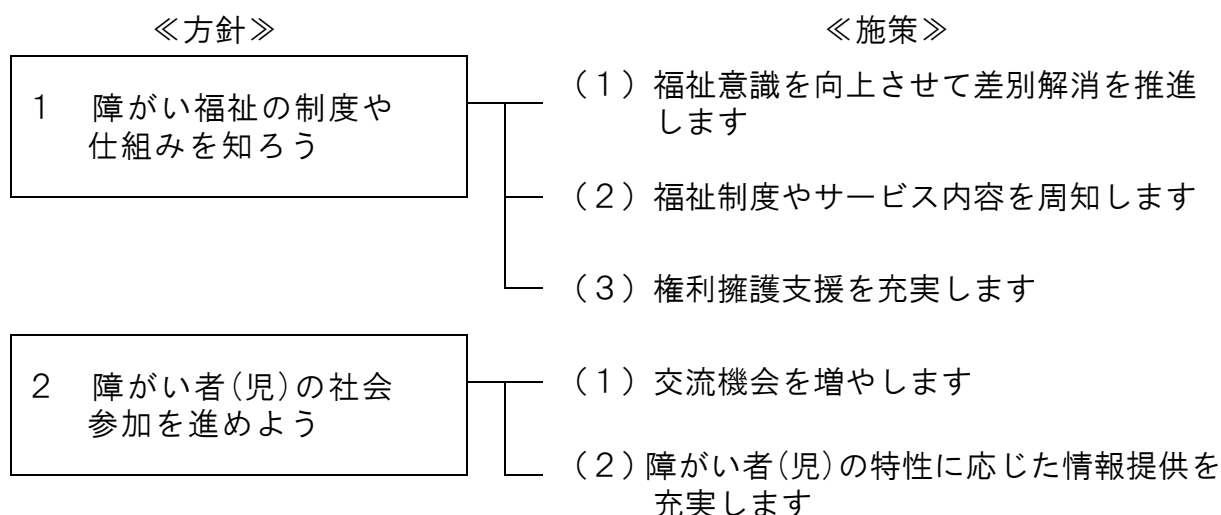 ≪方針≫
≪施策≫
1 障がい福祉の制度や
仕組みを知ろう
(1)福祉意識を向上させて差別解消を推進
します
(2)福祉制度やサービス内容を周知します
(3)権利擁護支援を充実します
2 障がい者(児)の社会
参加を進めよう
(1)交流機会を増やします
(2)障がい者(児)の特性に応じた情報提供を
充実します